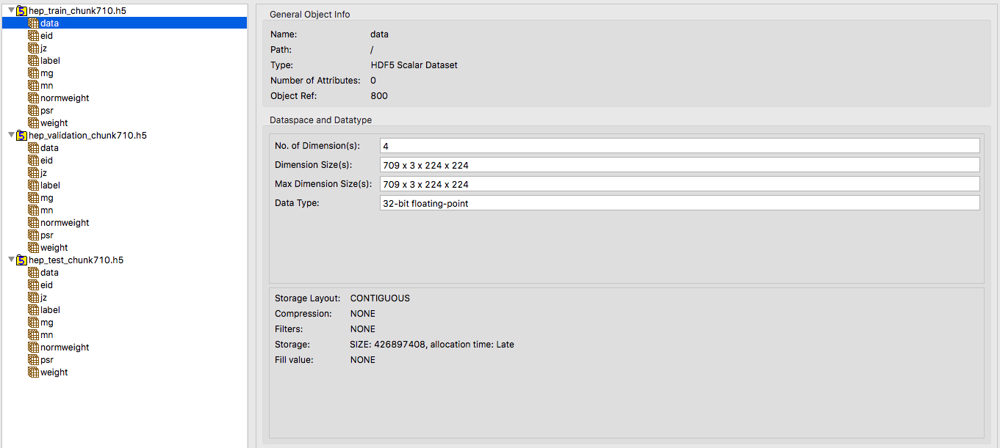 hep_train_chunk710.h5
data
eid
jz
label
mg
mn
normweight
psr
weight
hep_validation_chunk710.h5
data
eid
jz
label
mg
mn
normweight
psr
weight
hep_test_chunk710.h5
data
eid
jz
label
mg
mn
normweight
psr
weight
General Object Info
Name: data
Path: /
Type: HDF5 Scalar Dataset
Number of Attributes: 0
Object Ref: 800
Dataspace and Datatype
No. of Dimension(s): 4
Dimension Size(s): 709 x 3 x 224 x 224
Max Dimension Size(s): 709 x 3 x 224 x 224
Data Type: 32-bit floating-point
Storage Layout: CONTIGUOUS
Compression: NONE
Filters: NONE
Storage: SIZE: 426897408, allocation time: Late
Fill value: NONE